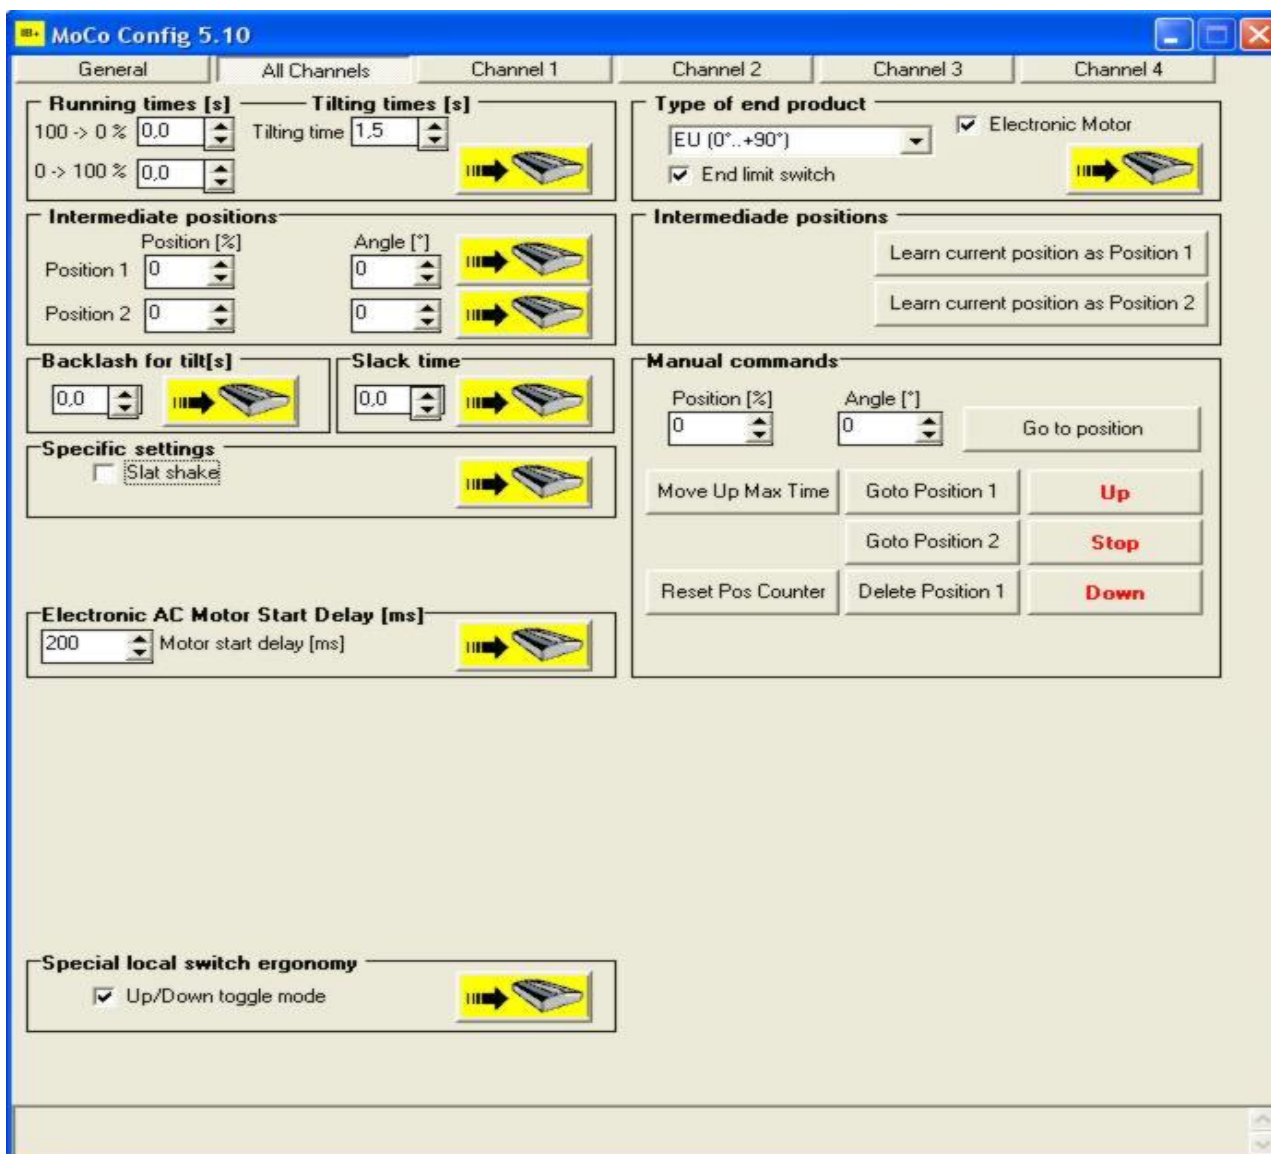 IB+ MoCo Config 5.10
General All Channels Channel 1 Channel 2 Channel 3 Channel 4
Running times [s] Tilting times [s]
100 -> 0 % 0,0 Tilting time 1,5
0 -> 100 % 0,0
Type of end product
EU (0°..+90°) Electronic Motor
End limit switch
Intermediate positions
Position [%] Angle [°]
Position 1 0 0
Position 2 0 0
Intermediade positions
Learn current position as Position 1
Learn current position as Position 2
Backlash for tilt[s] Slack time
0,0 0,0
Specific settings
Slat shake
Manual commands
Position [%] Angle [°]
0 0 Go to position
Move Up Max Time Goto Position 1 Up
Goto Position 2 Stop
Reset Pos Counter Delete Position 1 Down
Electronic AC Motor Start Delay [ms]
200 Motor start delay [ms]
Special local switch ergonomy
Up/Down toggle mode